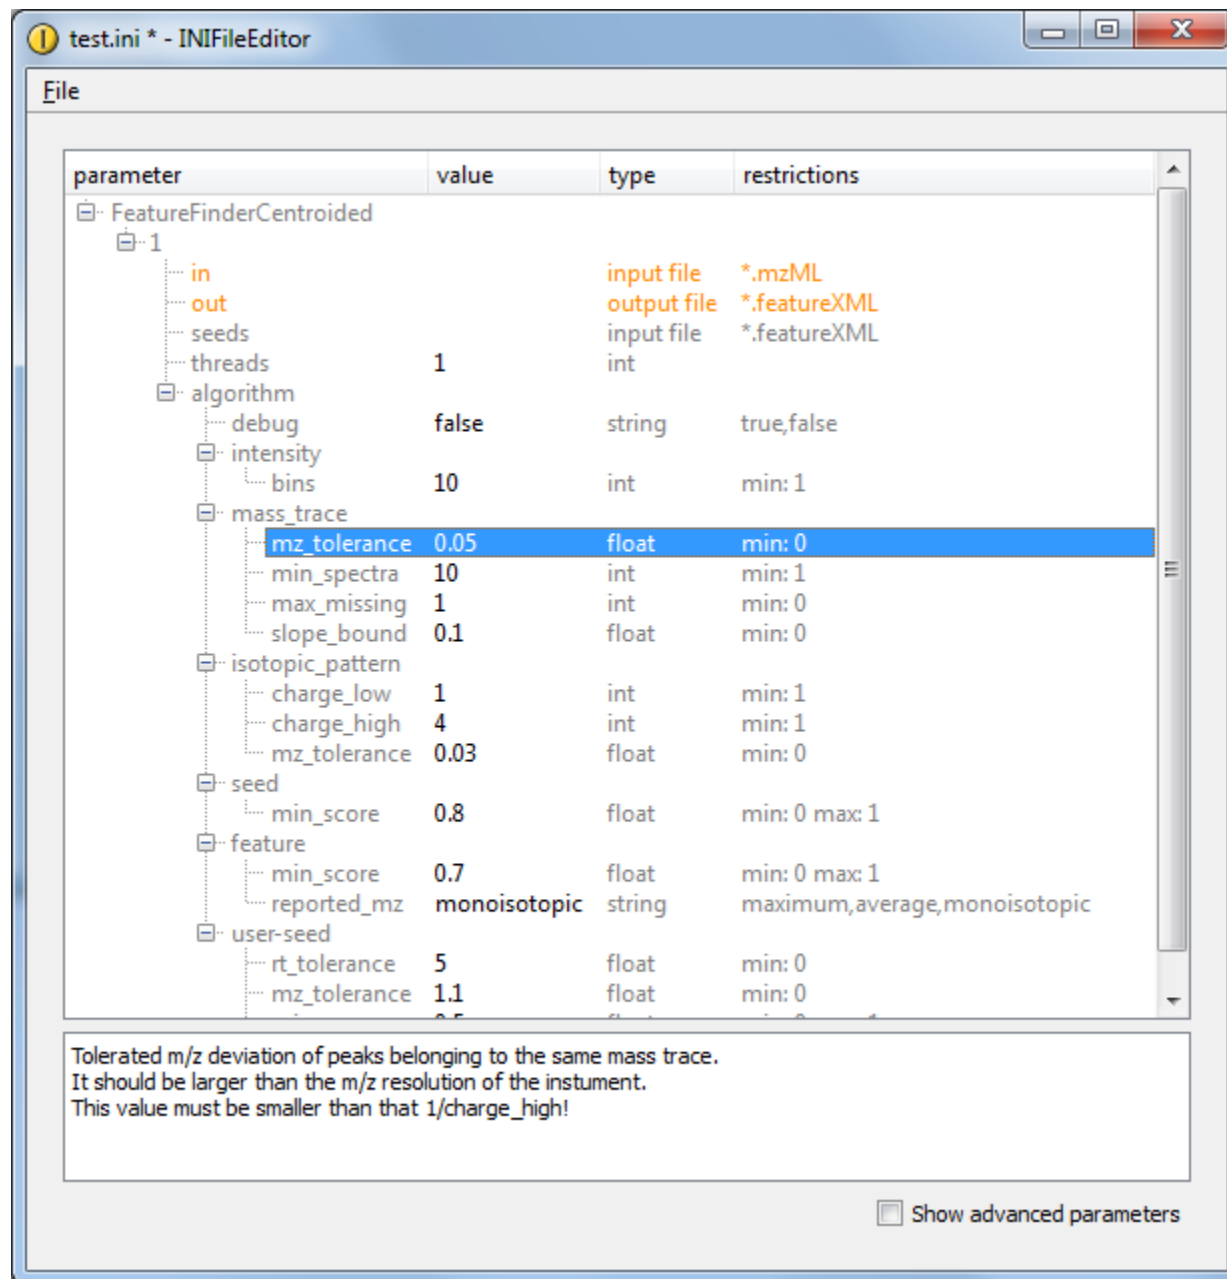 test.ini * - INIFileEditor
File
parameter value type restrictions
FeatureFinderCentroided
1
in input file *.mzML
out output file *.featureXML
seeds input file *.featureXML
threads 1 int
algorithm
debug false string true,false
intensity
bins 10 int min: 1
mass_trace
mz_tolerance 0.05 float min: 0
min_spectra 10 int min: 1
max_missing 1 int min: 0
slope_bound 0.1 float min: 0
isotopic_pattern
charge_low 1 int min: 1
charge_high 4 int min: 1
mz_tolerance 0.03 float min: 0
seed
min_score 0.8 float min: 0 max: 1
feature
min_score 0.7 float min: 0 max: 1
reported_mz monoisotopic string maximum,average,monoisotopic
user-seed
rt_tolerance 5 float min: 0
mz_tolerance 1.1 float min: 0
Tolerated m/z deviation of peaks belonging to the same mass trace.
It should be larger than the m/z resolution of the instument.
This value must be smaller than that 1/charge_high!
Show advanced parameters